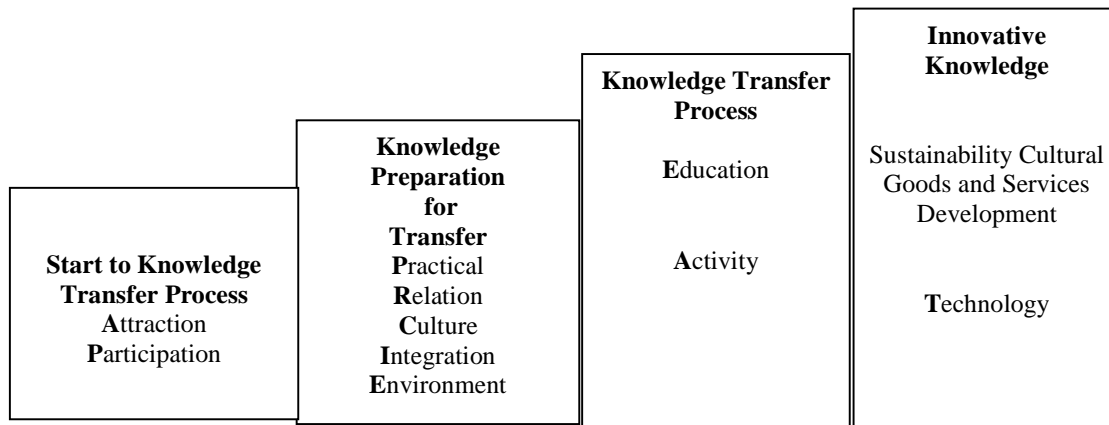 Start to Knowledge
Transfer Process
Attraction
Participation
Knowledge
Preparation
for
Transfer
Practical
Relation
Culture
Integration
Environment
Knowledge Transfer
Process
Education
Activity
Innovative
Knowledge
Sustainability Cultural
Goods and Services
Development
Technology